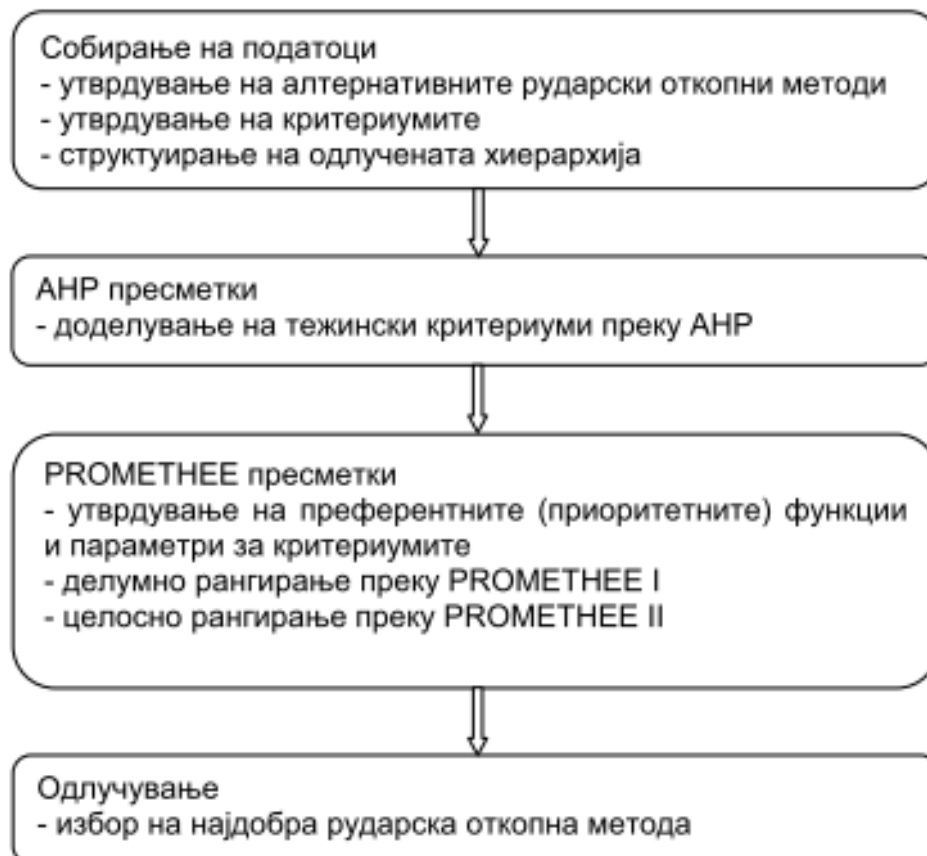 Собирање на податоци
- утврдување на алтернативните рударски откопни методи
- утврдување на критериумите
- структуирање на одлучената хиерархија
АНР пресметки
- доделување на тежински критериуми преку АНР
PROMETHEE пресметки
- утврдување на преферентните (приоритетните) функции
и параметри за критериумите
- делумно рангирање преку PROMETHEE I
- целосно рангирање преку PROMETHEE II
Одлучување
- избор на најдобра рударска откопна метода